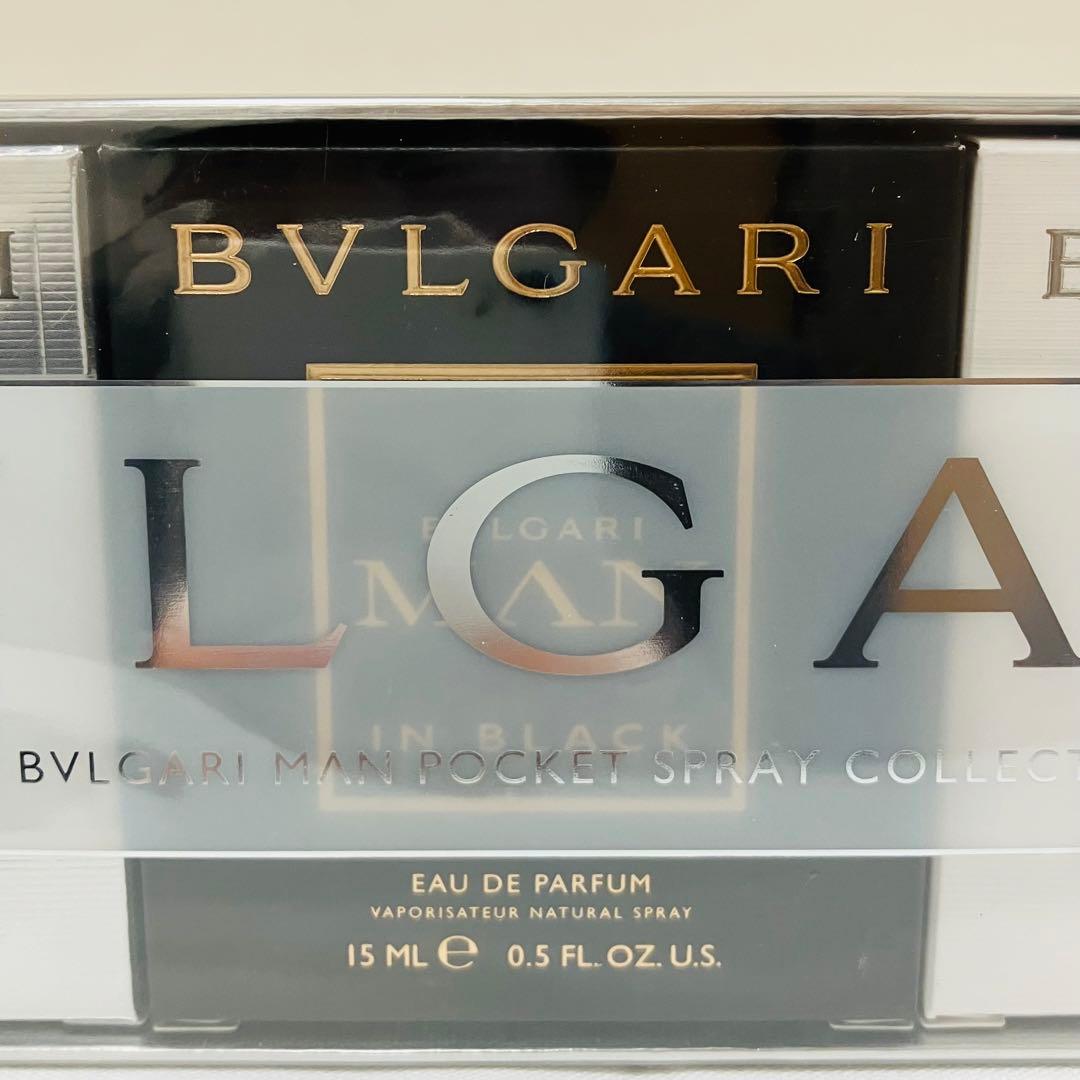 I BVLGARI B
LGA
BVLGARI
MAN
IN BLACK
BVLGARI MAN POCKET SPRAY COLLECT
EAU DE PARFUM
VAPORISATEUR NATURAL SPRAY
15 ML e 0.5 FL. OZ. U.S.